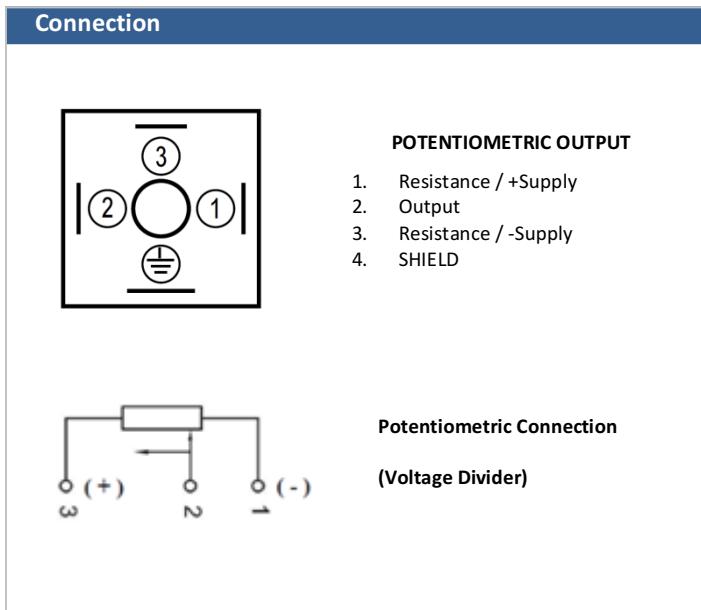 Connection
POTENTIOMETRIC OUTPUT
3
2 1
1. Resistance / +Supply
2. Output
3. Resistance / -Supply
4. SHIELD
Potentiometric Connection
(Voltage Divider)
(+) (-)
3 2 1